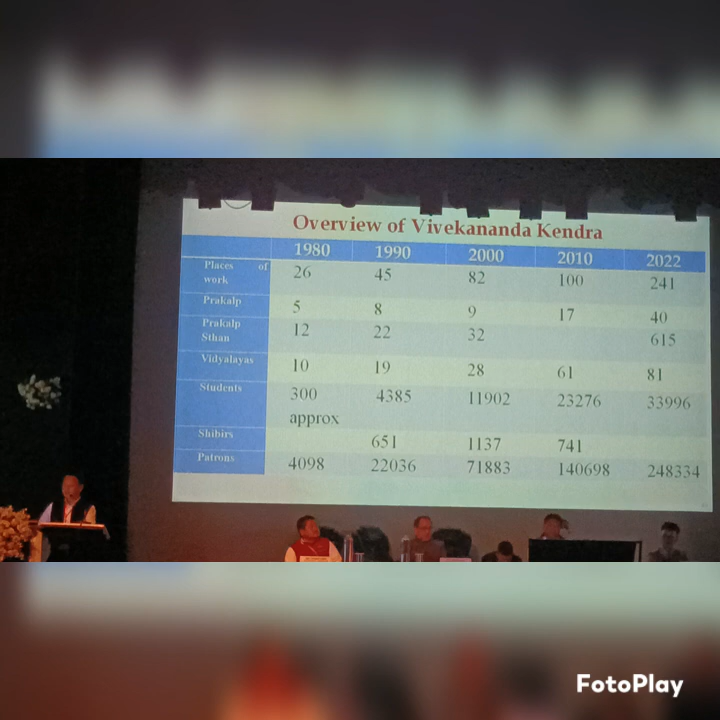 Overview of Vivekananda Kendra
1980 1990 2000 2010 2022
Places of work 26 45 82 100 241
Prakalp 5 8 9 17 40
Prakalp Sthan 12 22 32 615
Vidyalayas 10 19 28 61 81
Students 300 approx 4385 11902 23276 33996
Shibirs 651 1137 741
Patrons 4098 22036 71883 140698 248334
FotoPlay